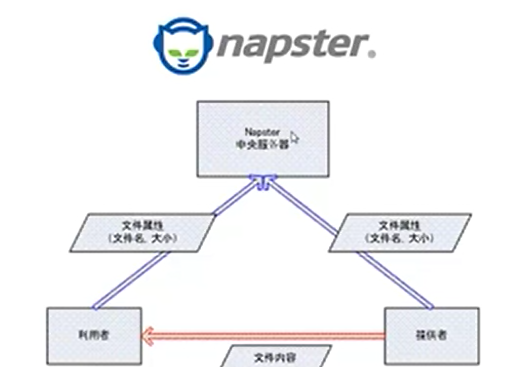 napster®
Napster
中央服务器
文件属性
(文件名, 大小)
文件属性
(文件名, 大小)
利用者
提供者
文件内容